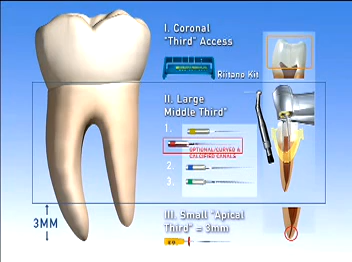 I. Coronal
"Third" Access
Riitano Kit
II. Large
Middle Third"
1.
OPTIONAL/CURVED &
CALCIFIED CANALS
2.
3.
3MM
III. Small "Apical
Third" = 3mm